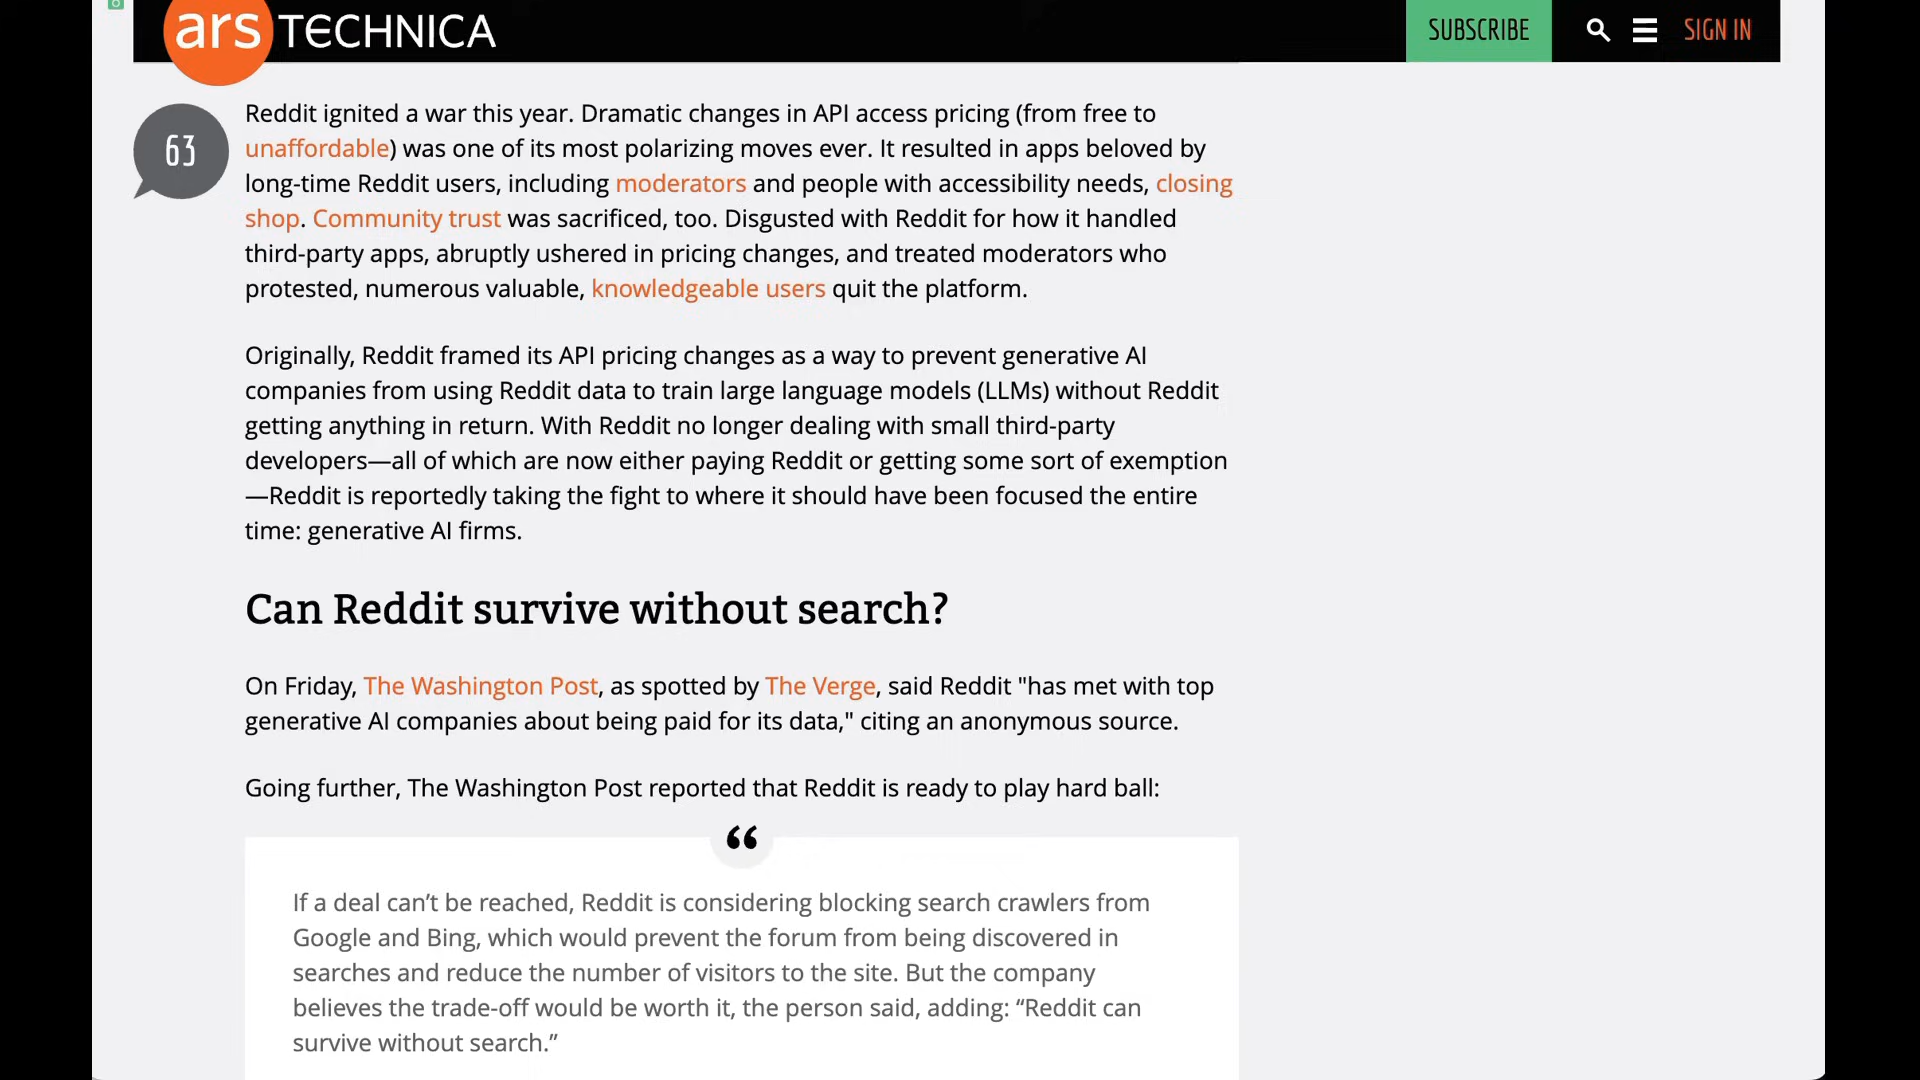 ars TECHNICA
SUBSCRIBE
SIGN IN
63
Reddit ignited a war this year. Dramatic changes in API access pricing (from free to
unaffordable) was one of its most polarizing moves ever. It resulted in apps beloved by
long-time Reddit users, including moderators and people with accessibility needs, closing
shop. Community trust was sacrificed, too. Disgusted with Reddit for how it handled
third-party apps, abruptly ushered in pricing changes, and treated moderators who
protested, numerous valuable, knowledgeable users quit the platform.
Originally, Reddit framed its API pricing changes as a way to prevent generative AI
companies from using Reddit data to train large language models (LLMs) without Reddit
getting anything in return. With Reddit no longer dealing with small third-party
developers—all of which are now either paying Reddit or getting some sort of exemption
—Reddit is reportedly taking the fight to where it should have been focused the entire
time: generative AI firms.
Can Reddit survive without search?
On Friday, The Washington Post, as spotted by The Verge, said Reddit "has met with top
generative AI companies about being paid for its data," citing an anonymous source.
Going further, The Washington Post reported that Reddit is ready to play hard ball:
“
If a deal can’t be reached, Reddit is considering blocking search crawlers from
Google and Bing, which would prevent the forum from being discovered in
searches and reduce the number of visitors to the site. But the company
believes the trade-off would be worth it, the person said, adding: “Reddit can
survive without search.”